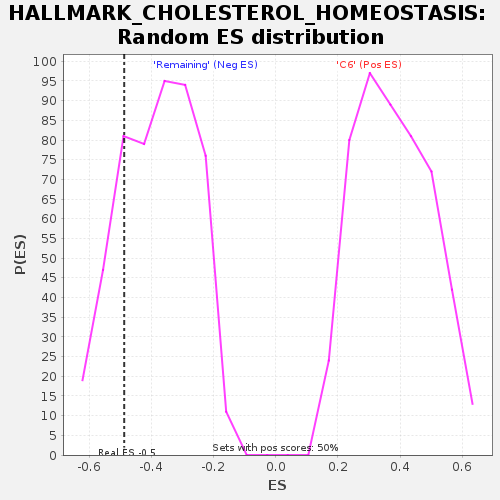 HALLMARK_CHOLESTEROL_HOMEOSTASIS:
Random ES distribution
'Remaining' (Neg ES) 'C6' (Pos ES)
100
95
90
85
80
75
70
65
60
55
50
45
40
35
30
25
20
15
10
5
0
P(ES)
Real ES -0.5
Sets with pos scores: 50%
-0.6 -0.4 -0.2 0.0 0.2 0.4 0.6
ES